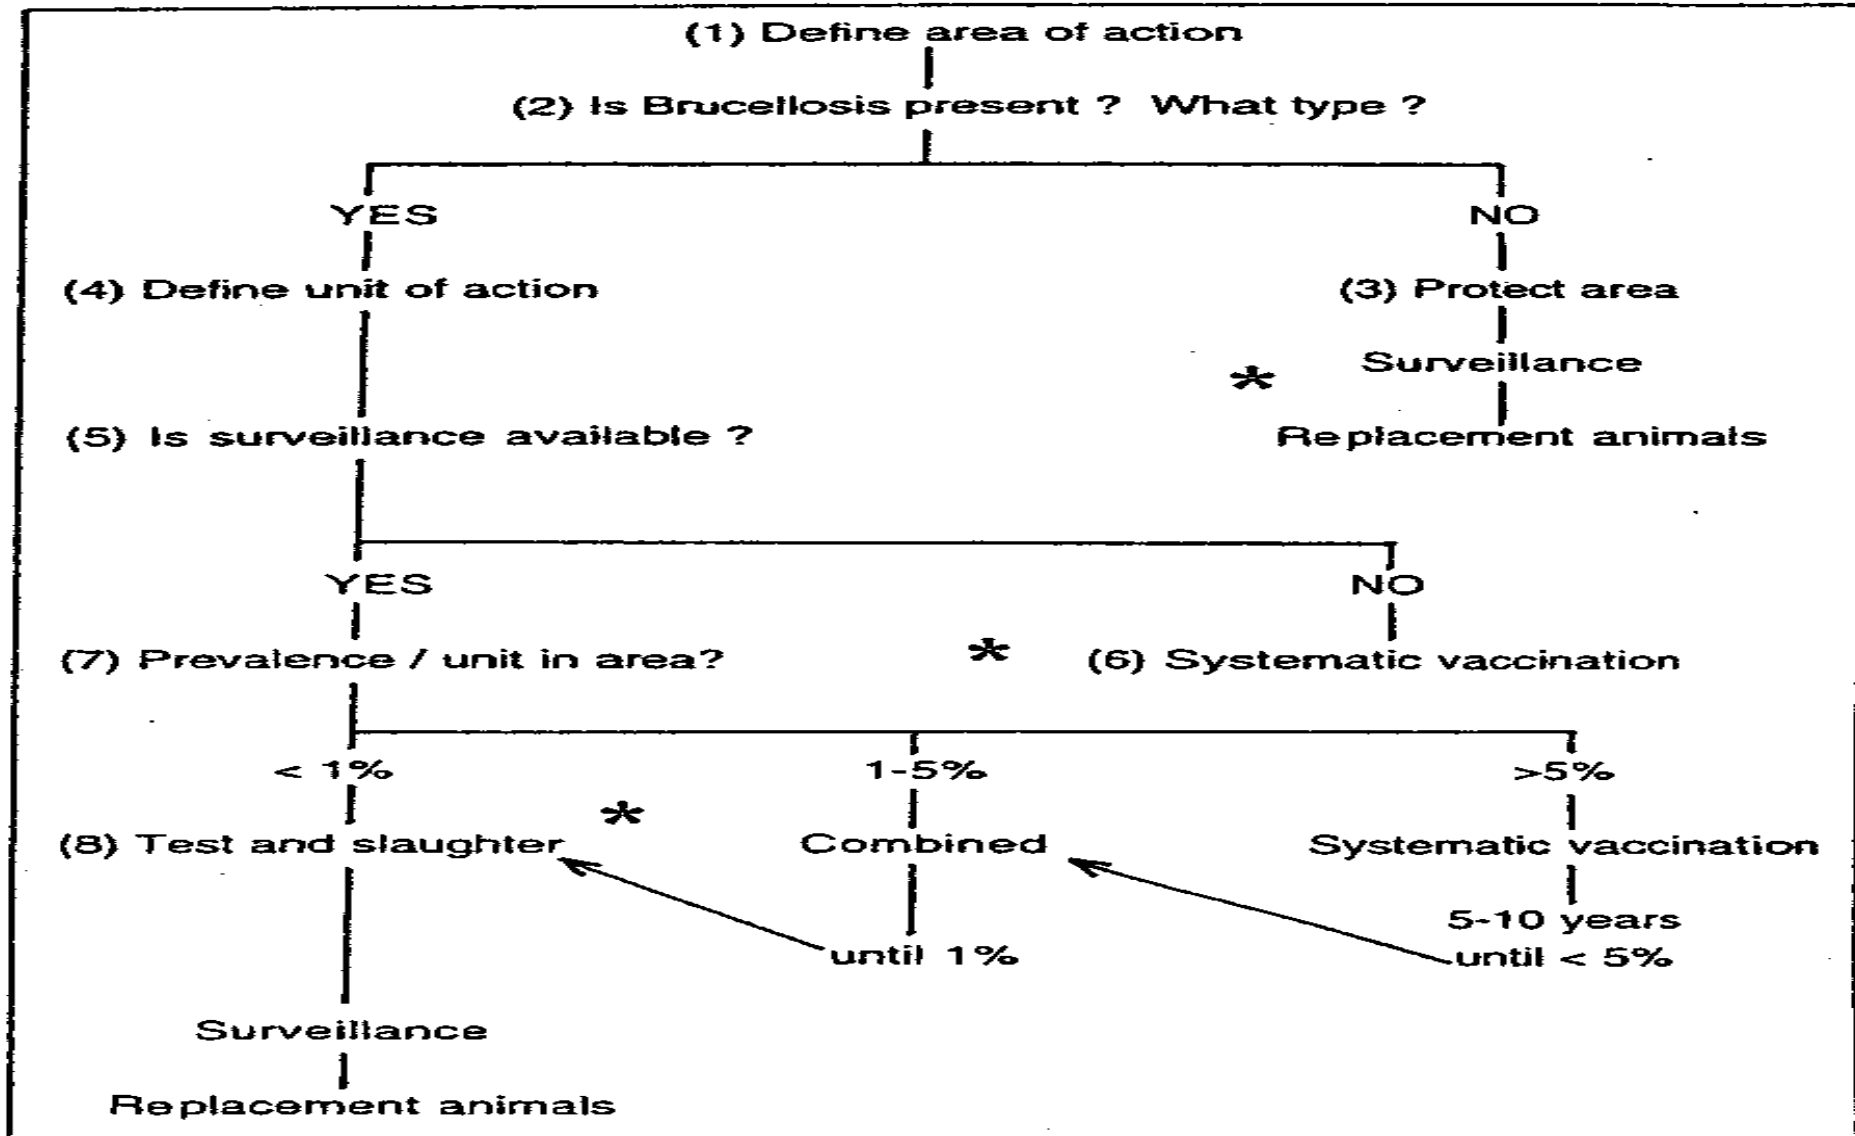 (1) Define area of action
(2) Is Brucellosis present ?  What type ?
YES
NO
(4) Define unit of action
(3) Protect area
Surveillance
*
(5) Is surveillance available ?
Replacement animals
YES
NO
(7) Prevalence / unit in area?
*
(6) Systematic vaccination
< 1%
1-5%
>5%
(8) Test and slaughter
*
Combined
Systematic vaccination
5-10 years
until 1%
until < 5%
Surveillance
Replacement animals